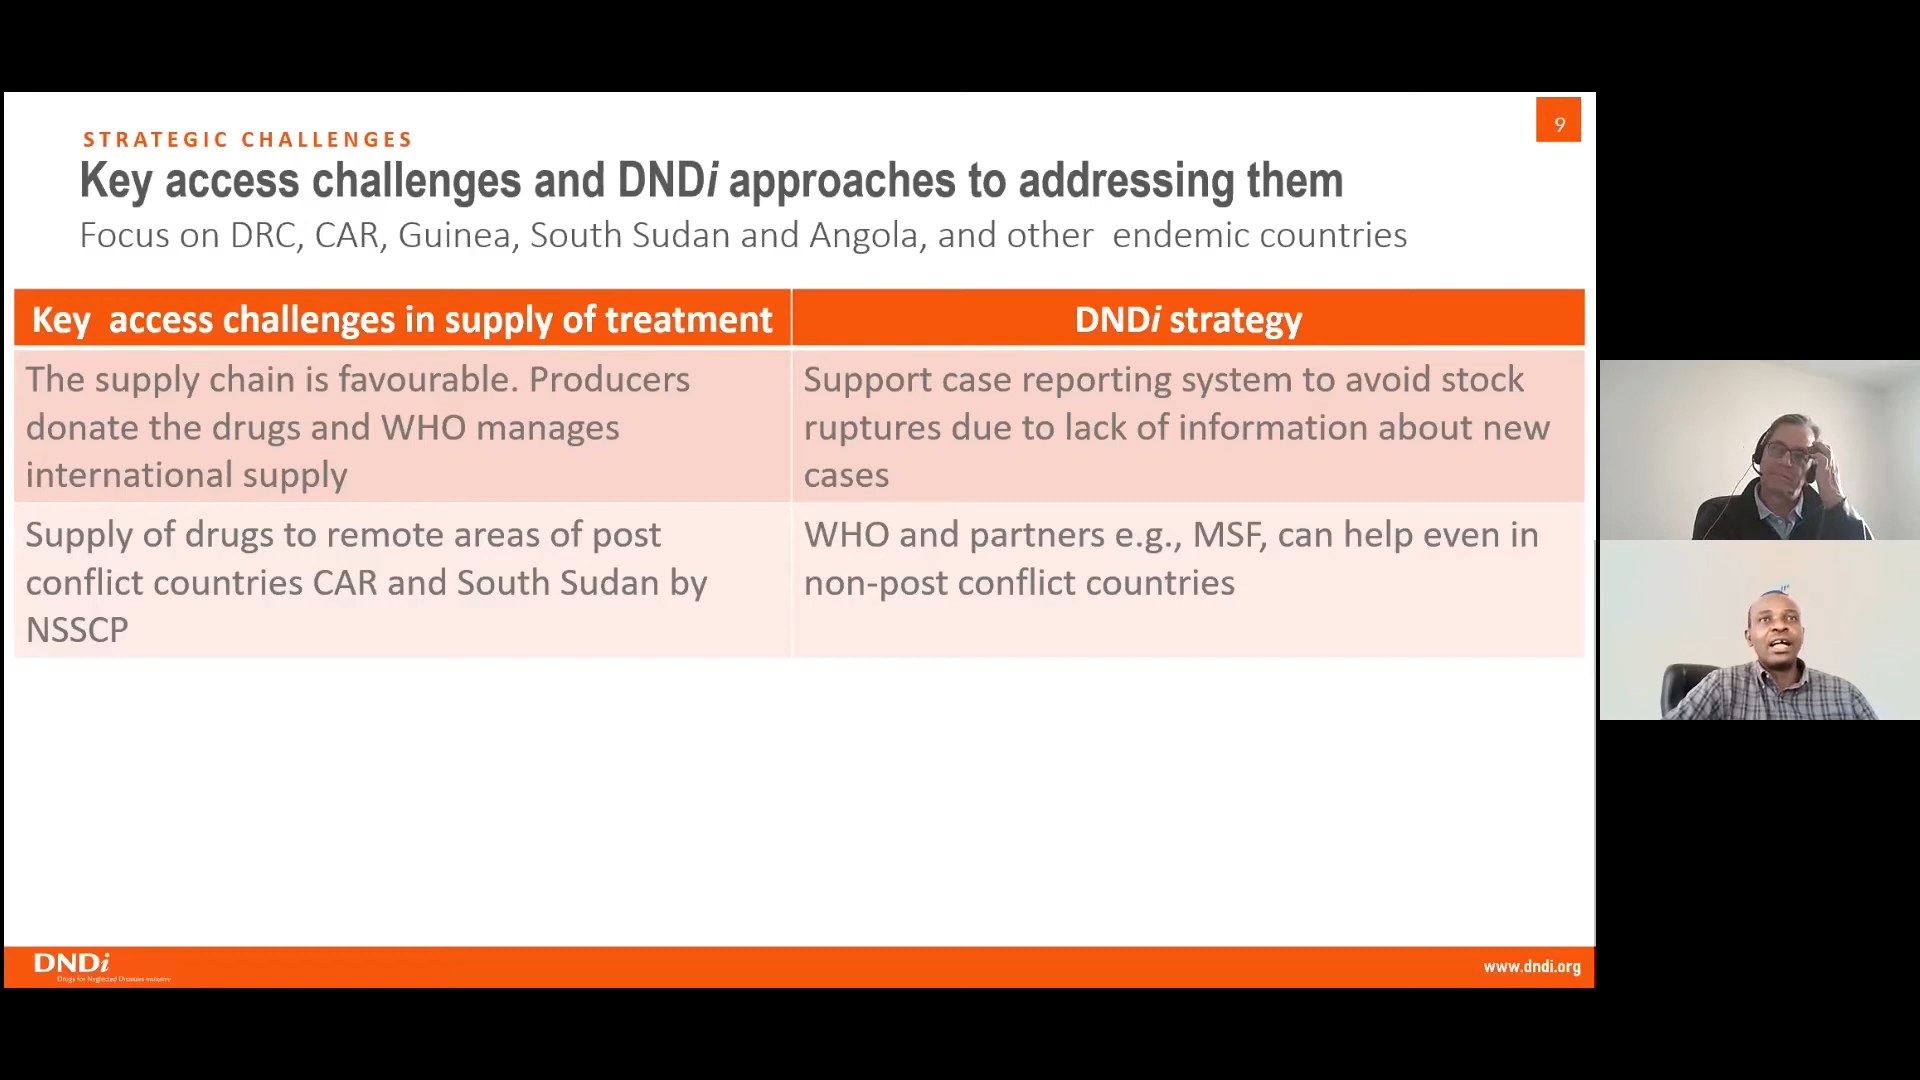 STRATEGIC CHALLENGES
9
Key access challenges and DNDi approaches to addressing them
Focus on DRC, CAR, Guinea, South Sudan and Angola, and other endemic countries
Key access challenges in supply of treatment
DNDi strategy
The supply chain is favourable. Producers
donate the drugs and WHO manages
international supply
Support case reporting system to avoid stock
ruptures due to lack of information about new
cases
Supply of drugs to remote areas of post
conflict countries CAR and South Sudan by
NSSCP
WHO and partners e.g., MSF, can help even in
non-post conflict countries
DNDi
Drugs for Neglected Diseases initiative
www.dndi.org